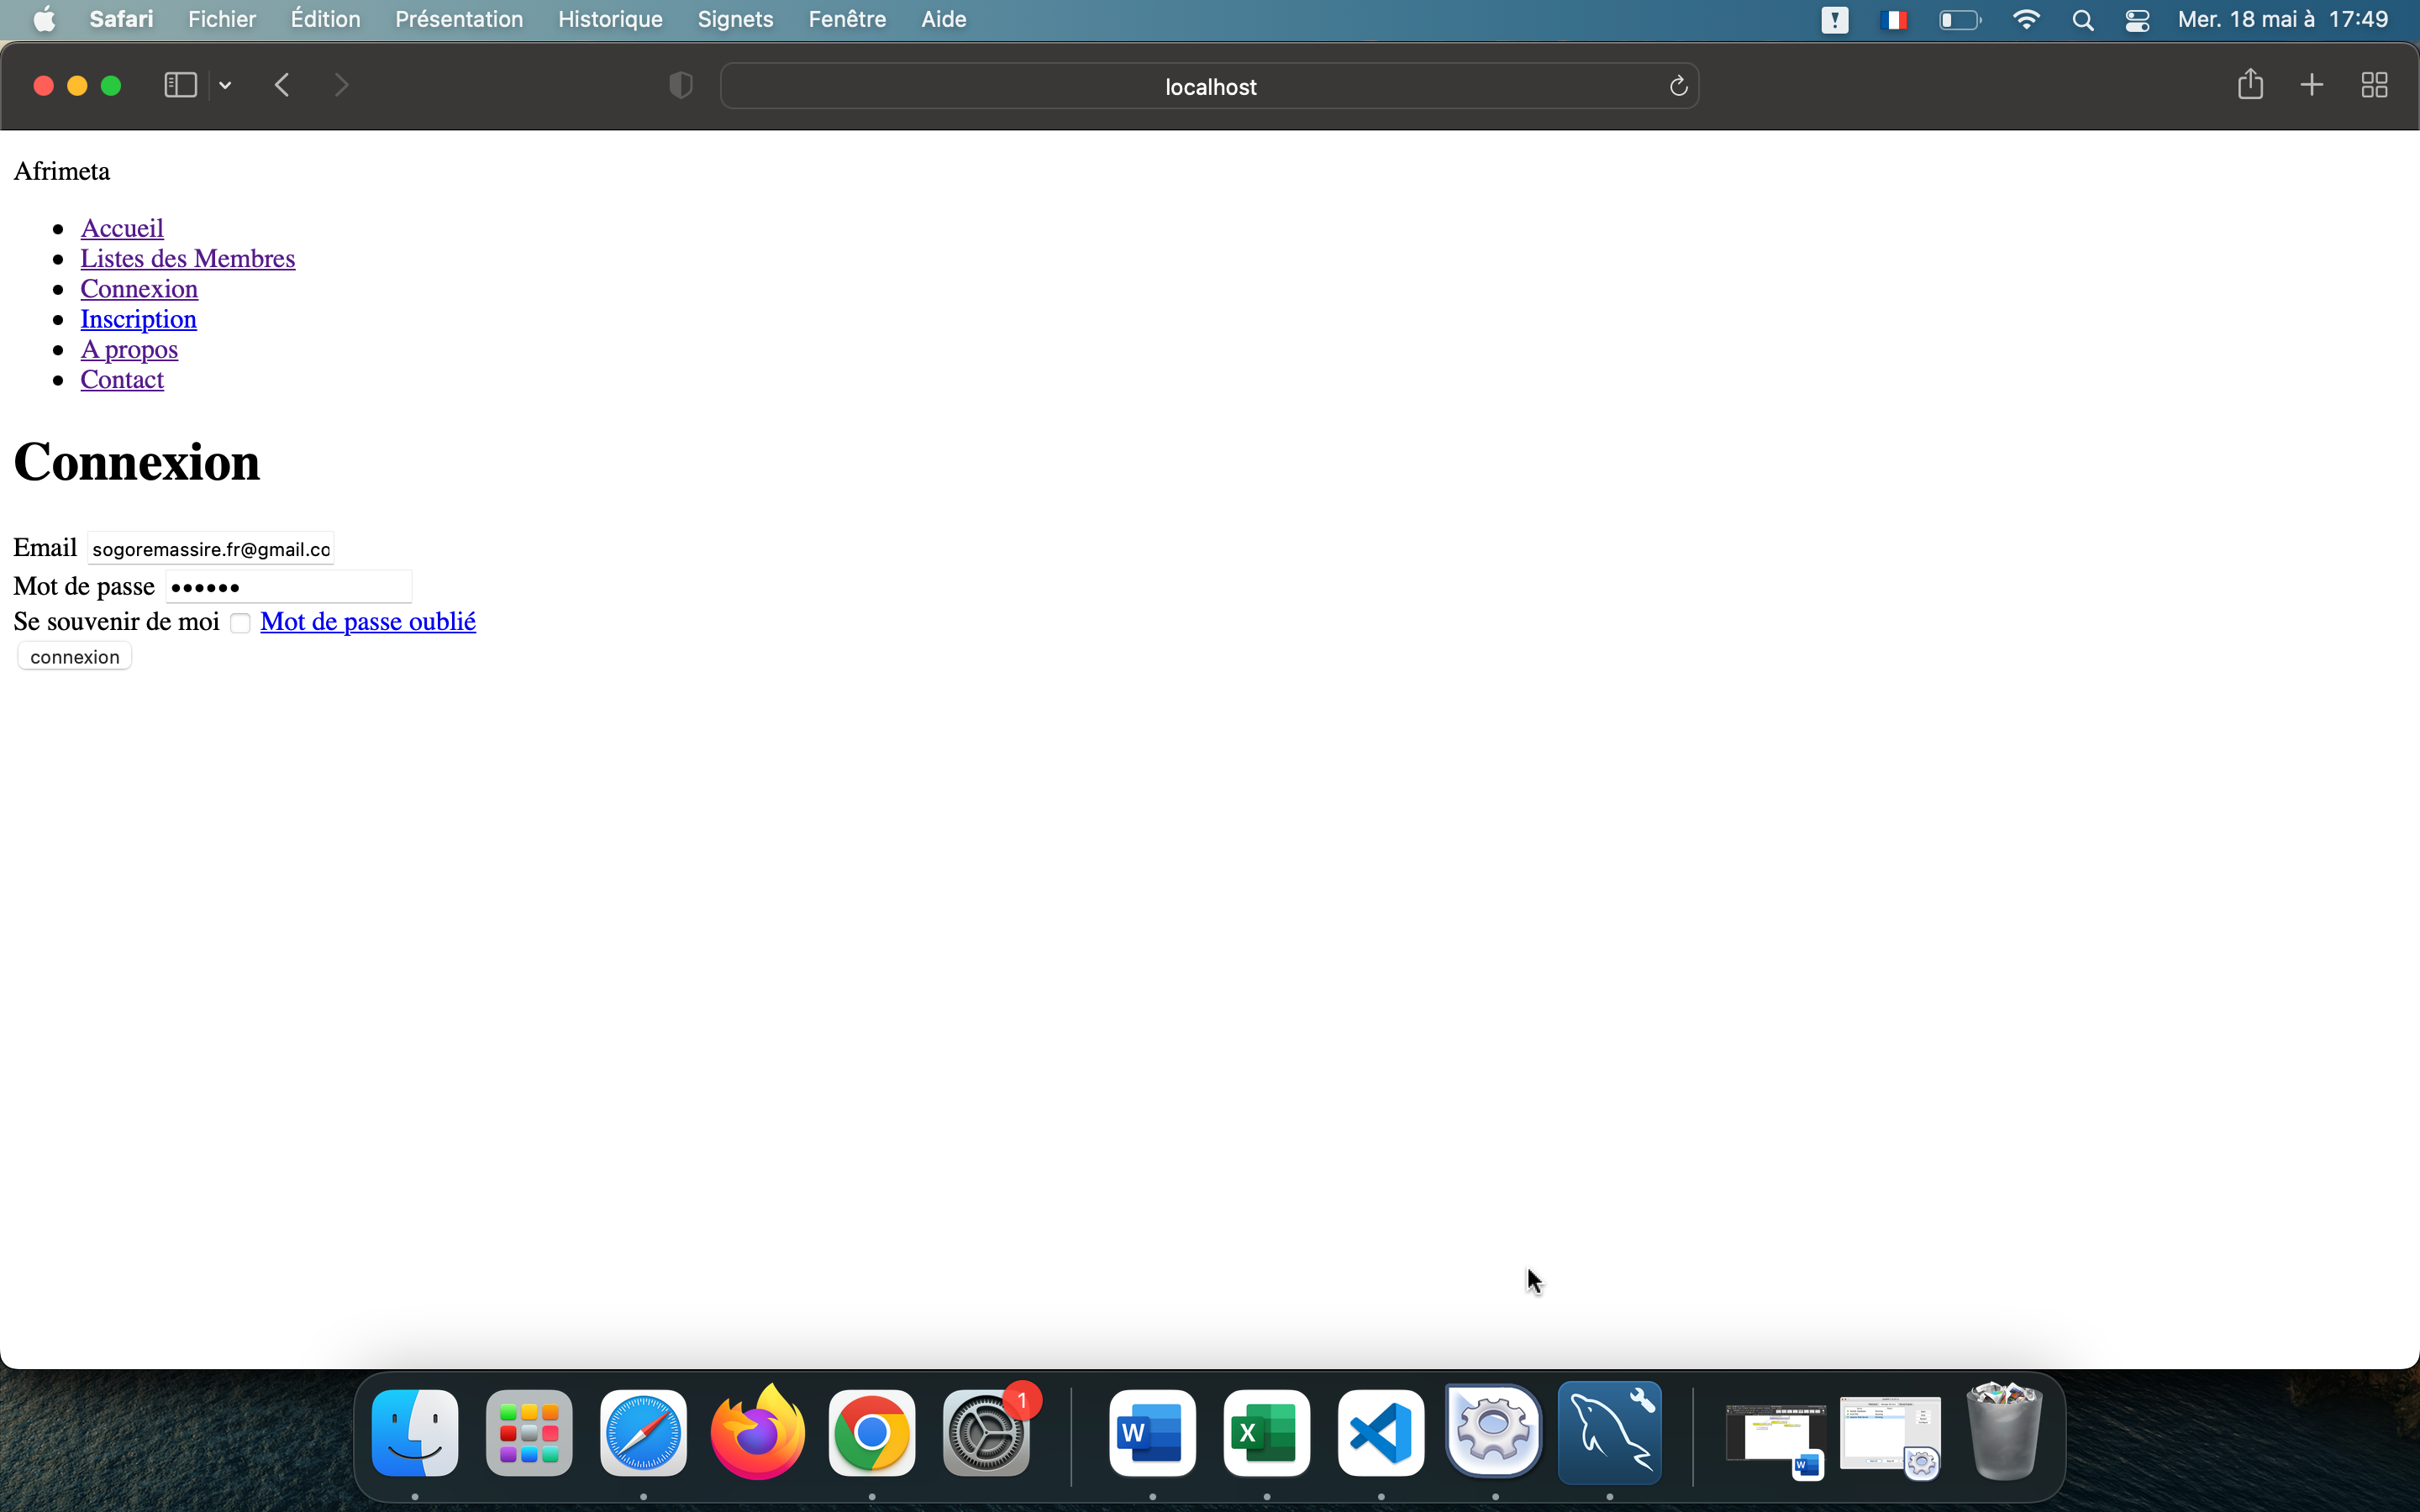 Safari Fichier Édition Présentation Historique Signets Fenêtre Aide Mer. 18 mai à 17:49
localhost
Afrimeta
Accueil
Listes des Membres
Connexion
Inscription
A propos
Contact
Connexion
Email sogoremassire.fr@gmail.co
Mot de passe ••••••
Se souvenir de moi Mot de passe oublié
connexion
1
W X
W